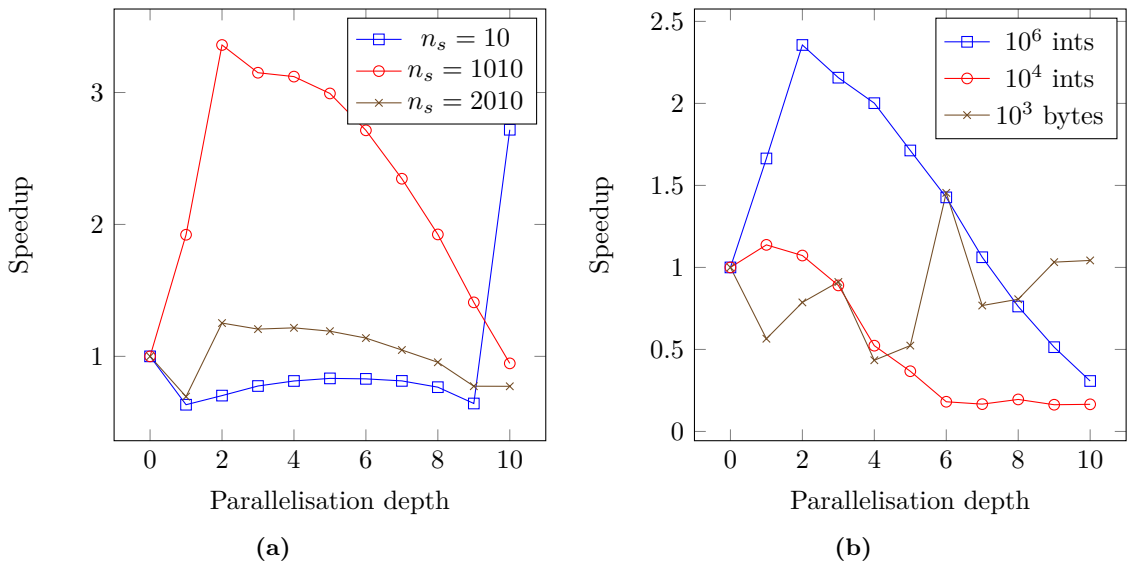 3
2
1
Speedup
0 2 4 6 8 10
Parallelisation depth
n_s = 10
n_s = 1010
n_s = 2010
(a)
2.5
2
1.5
1
0.5
0
Speedup
0 2 4 6 8 10
Parallelisation depth
10^6 ints
10^4 ints
10^3 bytes
(b)